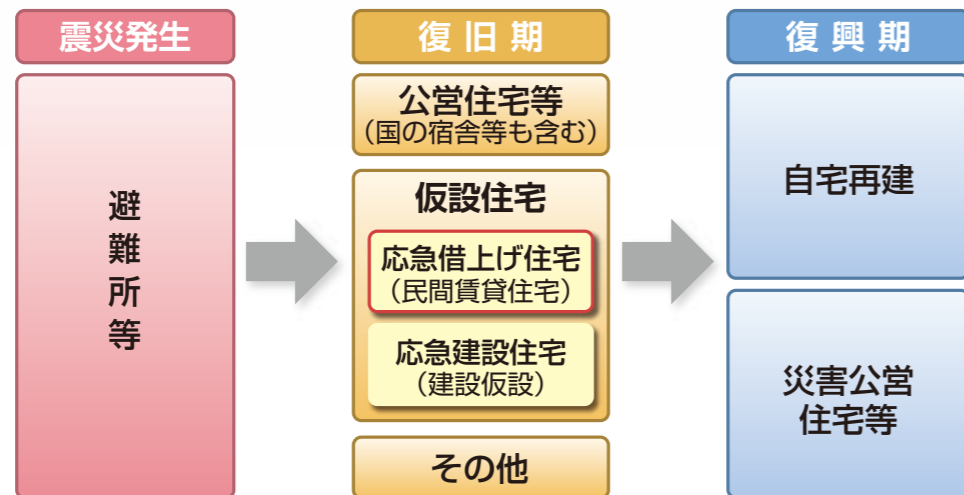 震災発生
避難所等
復旧期
公営住宅等
（国の宿舎等も含む）
仮設住宅
応急借上げ住宅
（民間賃貸住宅）
応急建設住宅
（建設仮設）
その他
復興期
自宅再建
災害公営
住宅等